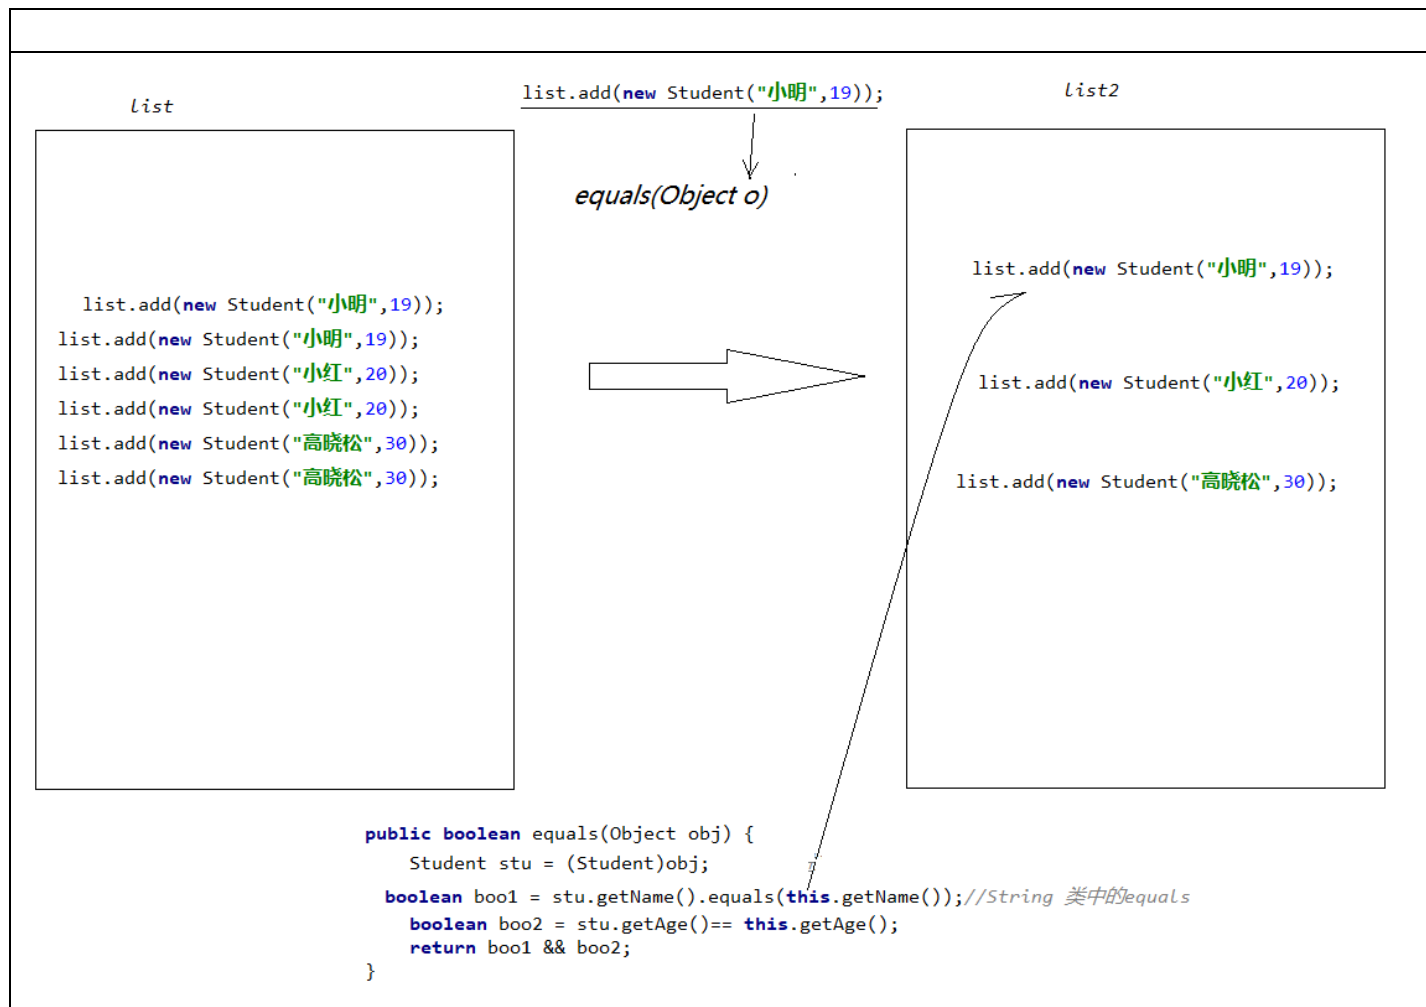 list
list.add(new Student("小明",19));
list2
equals(Object o)
list.add(new Student("小明",19));
list.add(new Student("小明",19));
list.add(new Student("小红",20));
list.add(new Student("小红",20));
list.add(new Student("高晓松",30));
list.add(new Student("高晓松",30));
list.add(new Student("小明",19));
list.add(new Student("小红",20));
list.add(new Student("高晓松",30));
public boolean equals(Object obj) {
Student stu = (Student)obj;
boolean boo1 = stu.getName().equals(this.getName());//String 类中的equals
boolean boo2 = stu.getAge()== this.getAge();
return boo1 && boo2;
}